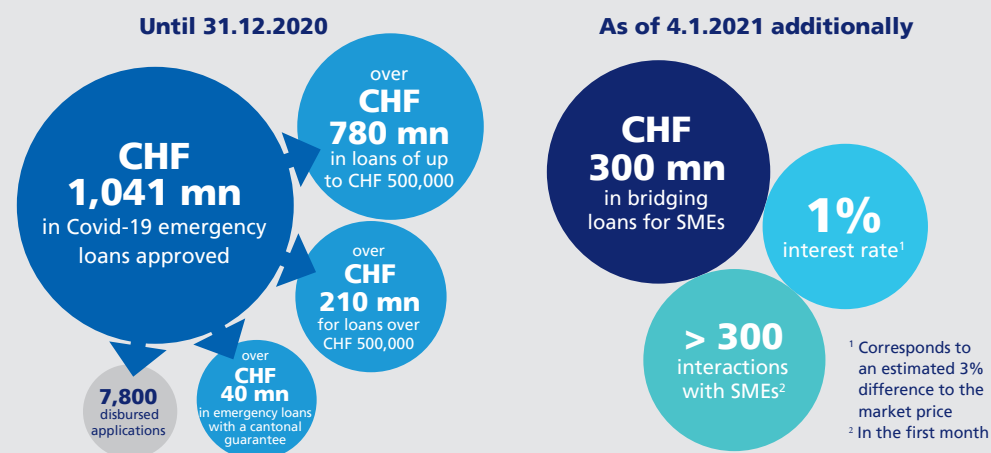 Until 31.12.2020
CHF
1,041 mn
in Covid-19 emergency
loans approved
over
CHF
780 mn
in loans of up
to CHF 500,000
over
CHF
210 mn
for loans over
CHF 500,000
over
CHF
40 mn
in emergency loans
with a cantonal
guarantee
7,800
disbursed
applications
As of 4.1.2021 additionally
CHF
300 mn
in bridging
loans for SMEs
1%
interest rate¹
> 300
interactions
with SMEs²
¹ Corresponds to
an estimated 3%
difference to the
market price
² In the first month